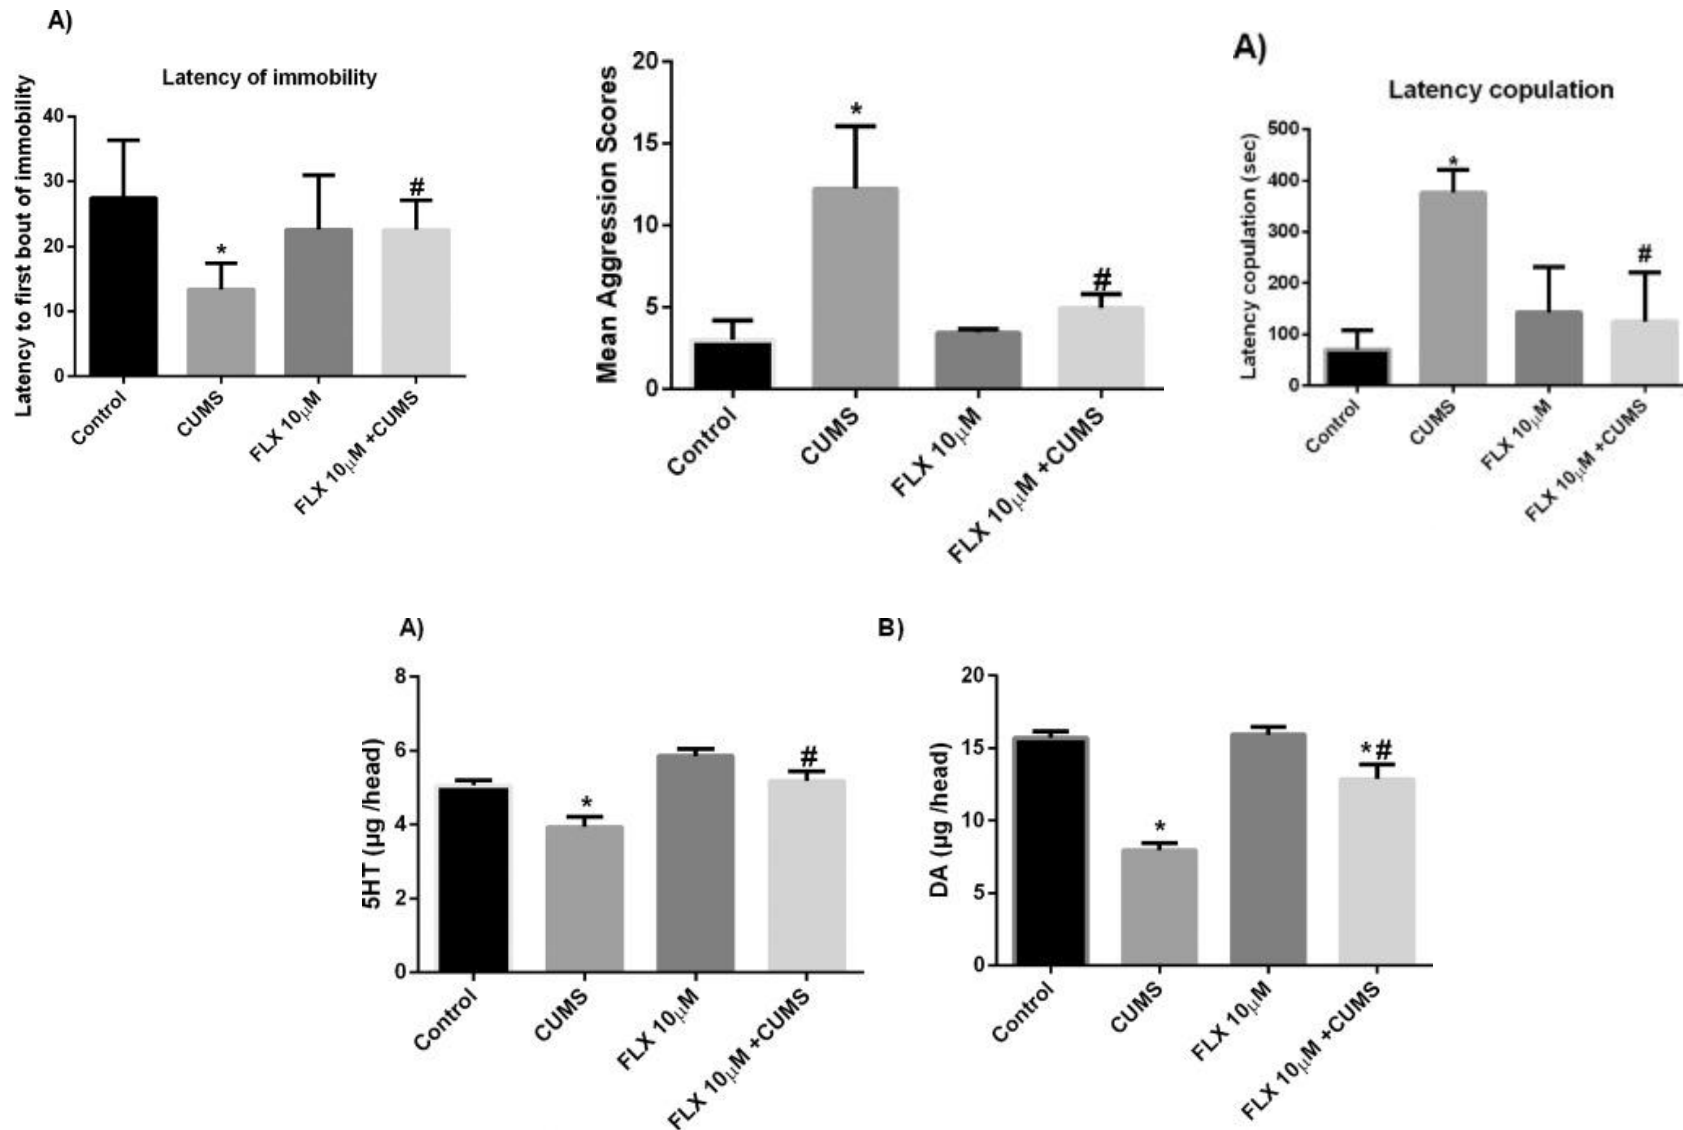 A)
Latency of immobility
Latency to first bout of immobility
40
30
20
10
0
*
#
Control
CUMS
FLX 10µM
FLX 10µM +CUMS
Mean Aggression Scores
20
15
10
5
0
*
#
Control
CUMS
FLX 10µM
FLX 10µM +CUMS
A)
Latency copulation
Latency copulation (sec)
500
400
300
200
100
0
*
#
Control
CUMS
FLX 10µM
FLX 10µM +CUMS
A)
5HT (µg /head)
8
6
4
2
0
*
#
Control
CUMS
FLX 10µM
FLX 10µM +CUMS
B)
DA (µg /head)
20
15
10
5
0
*
*#
Control
CUMS
FLX 10µM
FLX 10µM +CUMS